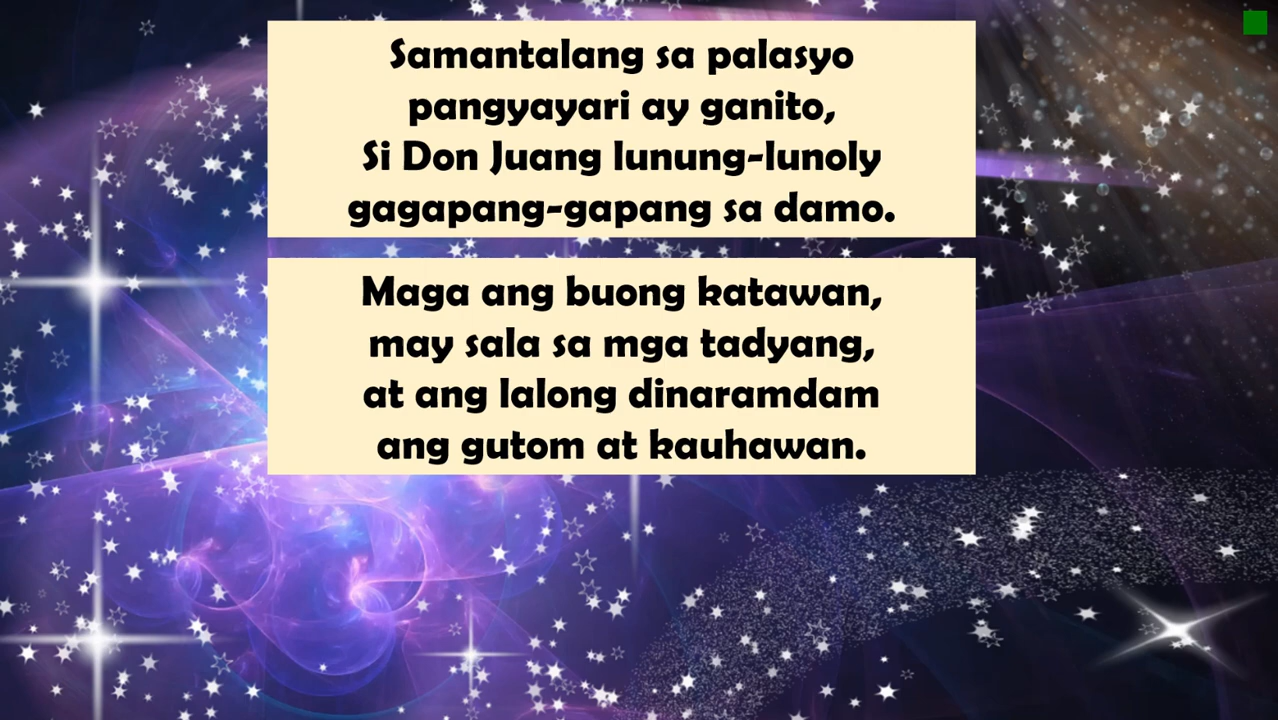 Samantalang sa palasyo
pangyayari ay ganito,
Si Don Juang lunung-lunoly
gagapang-gapang sa damo.
Maga ang buong katawan,
may sala sa mga tadyang,
at ang lalong dinaramdam
ang gutom at kauhawan.